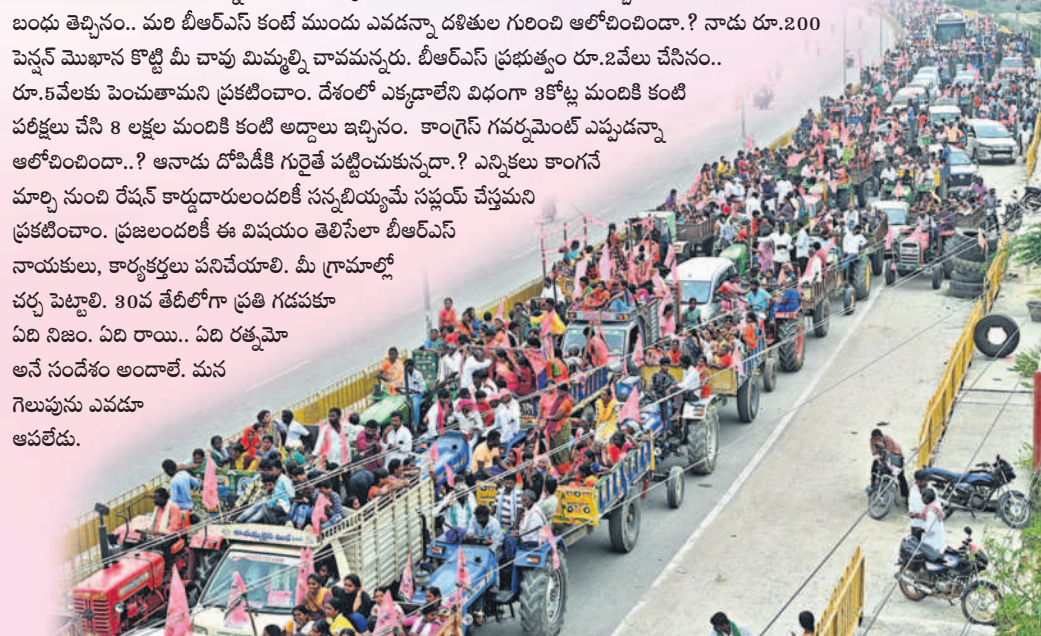 బంధు తెచ్చినం.. మరి బీఆర్ఎస్ కంటే ముందు ఎవడన్నా దళితుల గురించి ఆలోచించిండా.? నాడు రూ.200
పెన్షన్ మొఖాన కొట్టి మీ చావు మిమ్మల్ని చావమన్నరు. బీఆర్ఎస్ ప్రభుత్వం రూ.2వేలు చేసినం..
రూ.5వేలకు పెంచుతామని ప్రకటించాం. దేశంలో ఎక్కడాలేని విధంగా 3కోట్ల మందికి కంటి
పరీక్షలు చేసి 8 లక్షల మందికి కంటి అద్దాలు ఇచ్చినం. కాంగ్రెస్ గవర్నమెంట్ ఎప్పుడన్నా
ఆలోచించిందా..? ఆనాడు దోపిడీకి గురైతే పట్టించుకున్నదా.? ఎన్నికలు కాంగనే
మార్చి నుంచి రేషన్ కార్డుదారులందరికీ సన్నబియ్యమే సప్లయ్ చేస్తమని
ప్రకటించాం. ప్రజలందరికీ ఈ విషయం తెలిసేలా బీఆర్ఎస్
నాయకులు, కార్యకర్తలు పనిచేయాలి. మీ గ్రామాల్లో
చర్చ పెట్టాలి. 30వ తేదీలోగా ప్రతి గడపకూ
ఏది నిజం. ఏది రాయి.. ఏది రత్నమో
అనే సందేశం అందాలే. మన
గెలుపును ఎవడూ
ఆపలేడు.